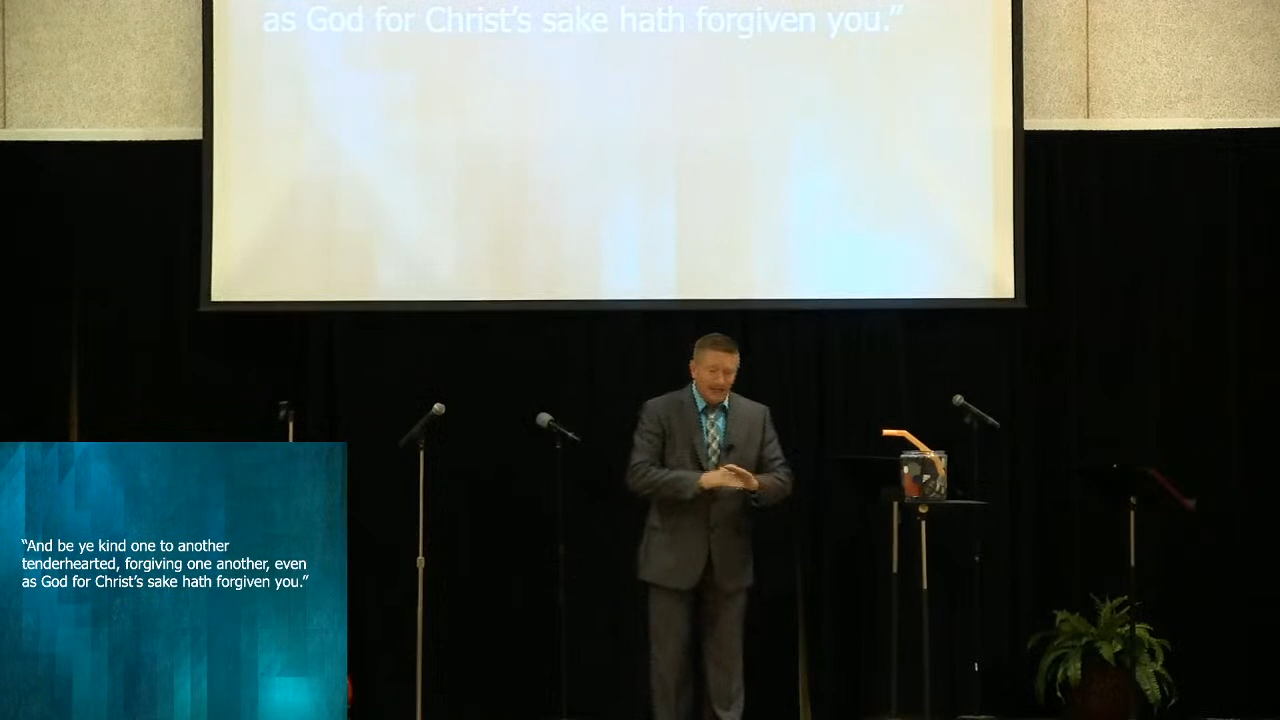 as God for Christ's sake hath forgiven you.”
“And be ye kind one to another
tenderhearted, forgiving one another, even
as God for Christ's sake hath forgiven you.”